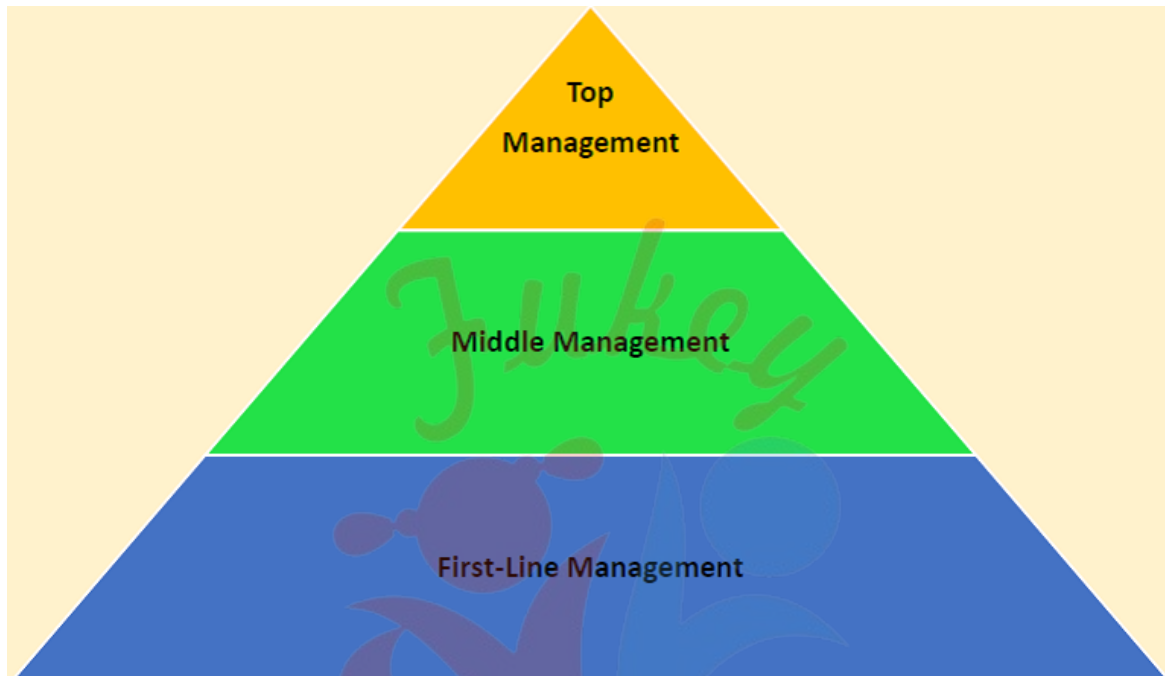 Top
Management
Jukey
Middle Management
First-Line Management